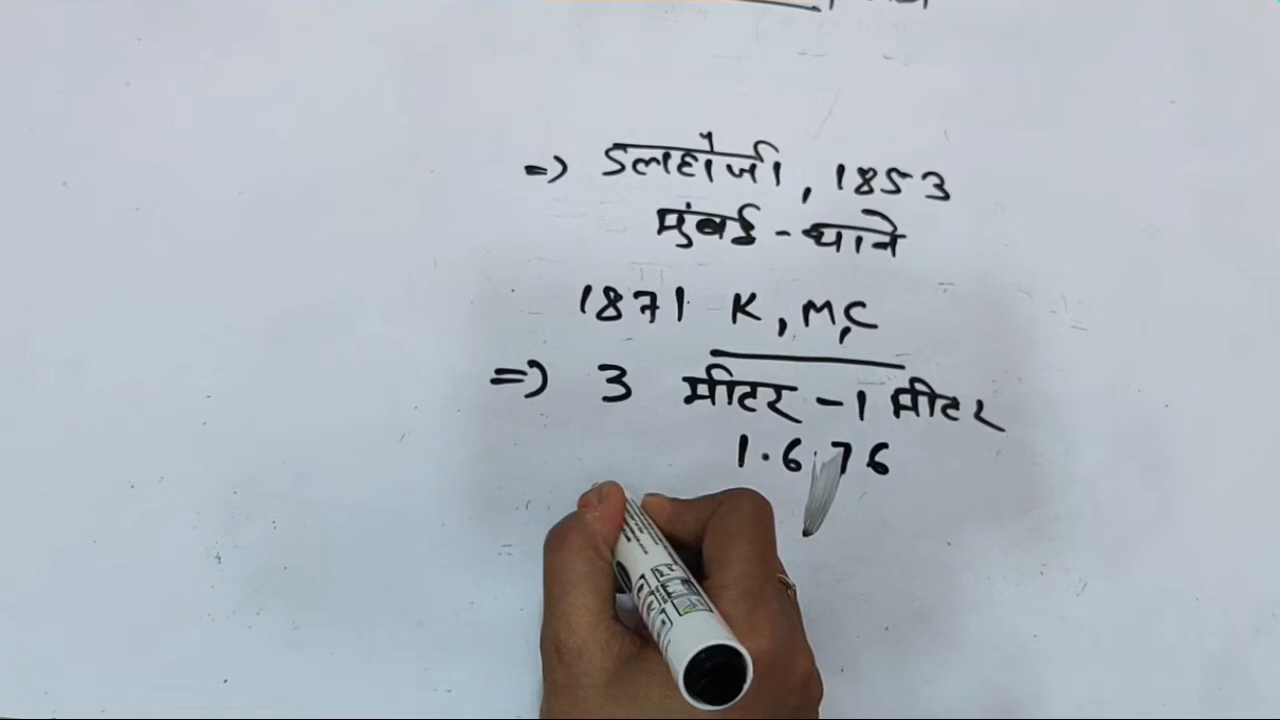 => डलहौजी, 1853
मुंबई - थाने
1871 K, M, C
=> 3 मीटर - 1 मीटर
1.676